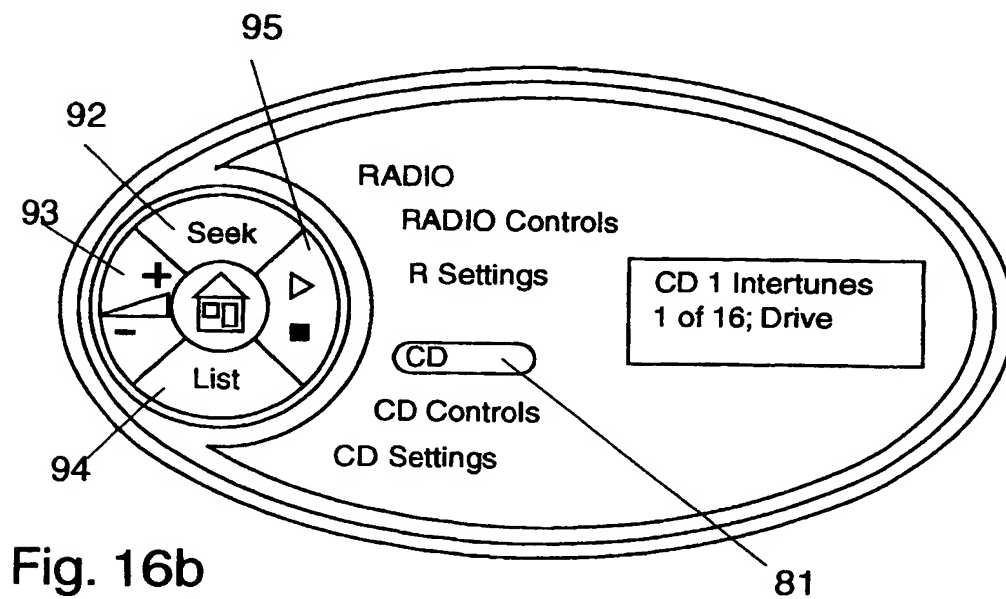 95
92
RADIO
93
Seek
RADIO Controls
+
R Settings
CD 1 Intertunes
1 of 16; Drive
−
CD
List
CD Controls
94
CD Settings
Fig. 16b
81